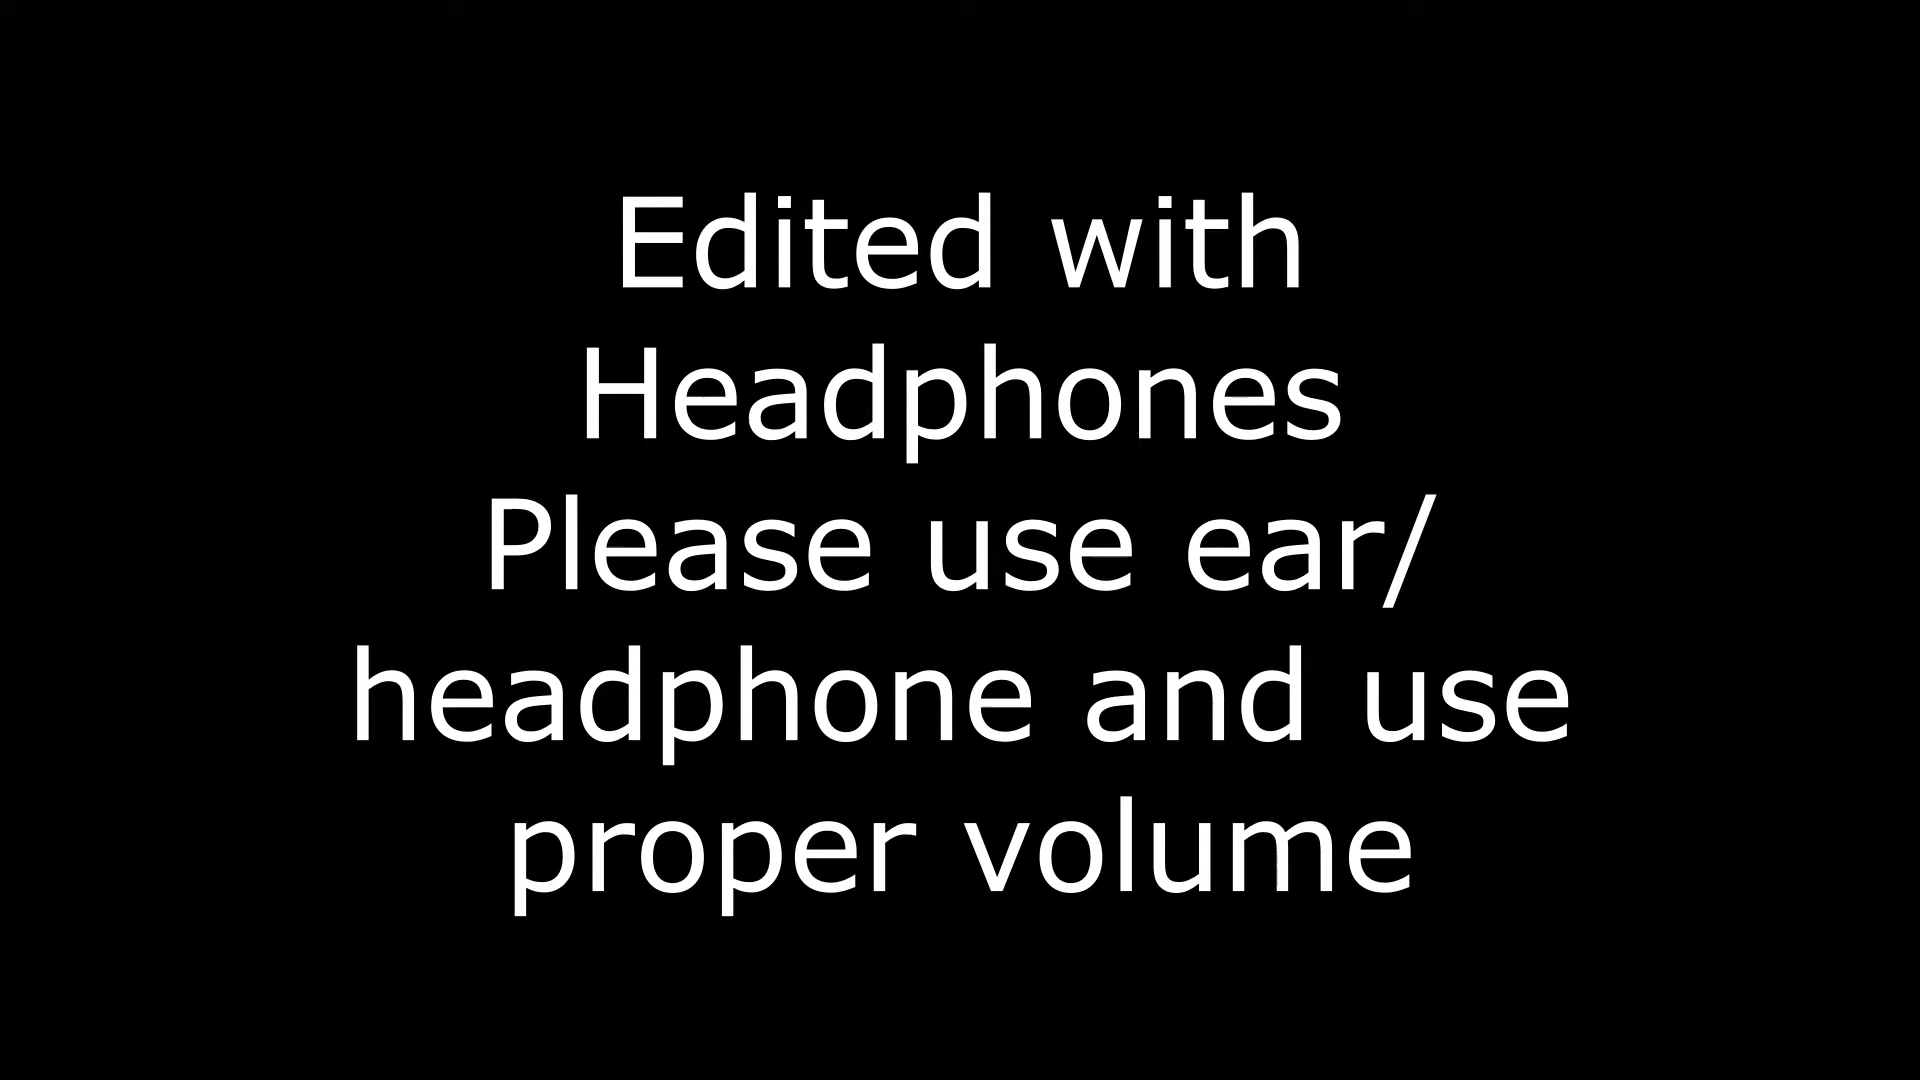 Edited with
Headphones
Please use ear/
headphone and use
proper volume